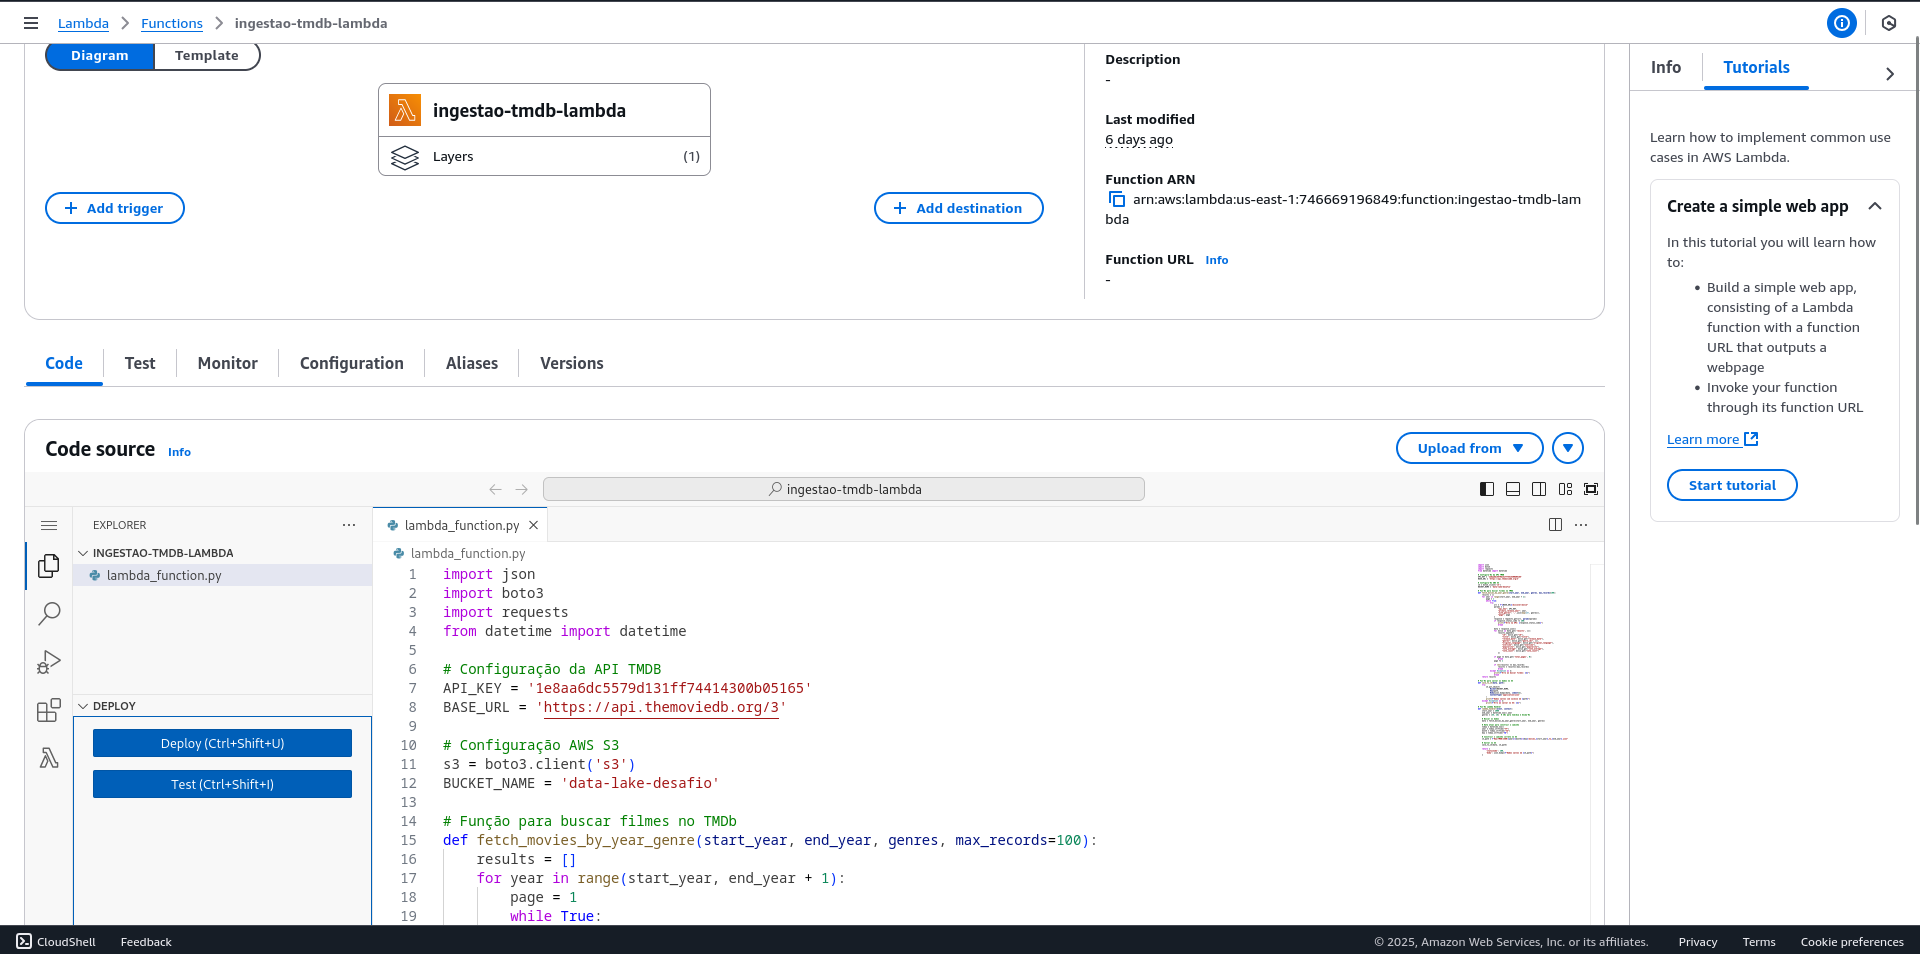 Lambda > Functions > ingestao-tmdb-lambda
Diagram Template
ingestao-tmdb-lambda
Layers (1)
+ Add trigger
+ Add destination
Description
-
Last modified
6 days ago
Function ARN
arn:aws:lambda:us-east-1:746669196849:function:ingestao-tmdb-lam
bda
Function URL Info
-
Code Test Monitor Configuration Aliases Versions
Code source Info
Upload from
ingestao-tmdb-lambda
EXPLORER ...
INGESTAO-TMDB-LAMBDA
lambda_function.py
DEPLOY
Deploy (Ctrl+Shift+U)
Test (Ctrl+Shift+I)
lambda_function.py
lambda_function.py
1 import json
2 import boto3
3 import requests
4 from datetime import datetime
5
6 # Configuração da API TMDB
7 API_KEY = '1e8aa6dc5579d131ff74414300b05165'
8 BASE_URL = 'https://api.themoviedb.org/3'
9
10 # Configuração AWS S3
11 s3 = boto3.client('s3')
12 BUCKET_NAME = 'data-lake-desafio'
13
14 # Função para buscar filmes no TMDb
15 def fetch_movies_by_year_genre(start_year, end_year, genres, max_records=100):
16 results = []
17 for year in range(start_year, end_year + 1):
18 page = 1
19 while True:
Info Tutorials
Learn how to implement common use
cases in AWS Lambda.
Create a simple web app
In this tutorial you will learn how
to:
• Build a simple web app,
consisting of a Lambda
function with a function
URL that outputs a
webpage
• Invoke your function
through its function URL
Learn more
Start tutorial
CloudShell Feedback
© 2025, Amazon Web Services, Inc. or its affiliates. Privacy Terms Cookie preferences